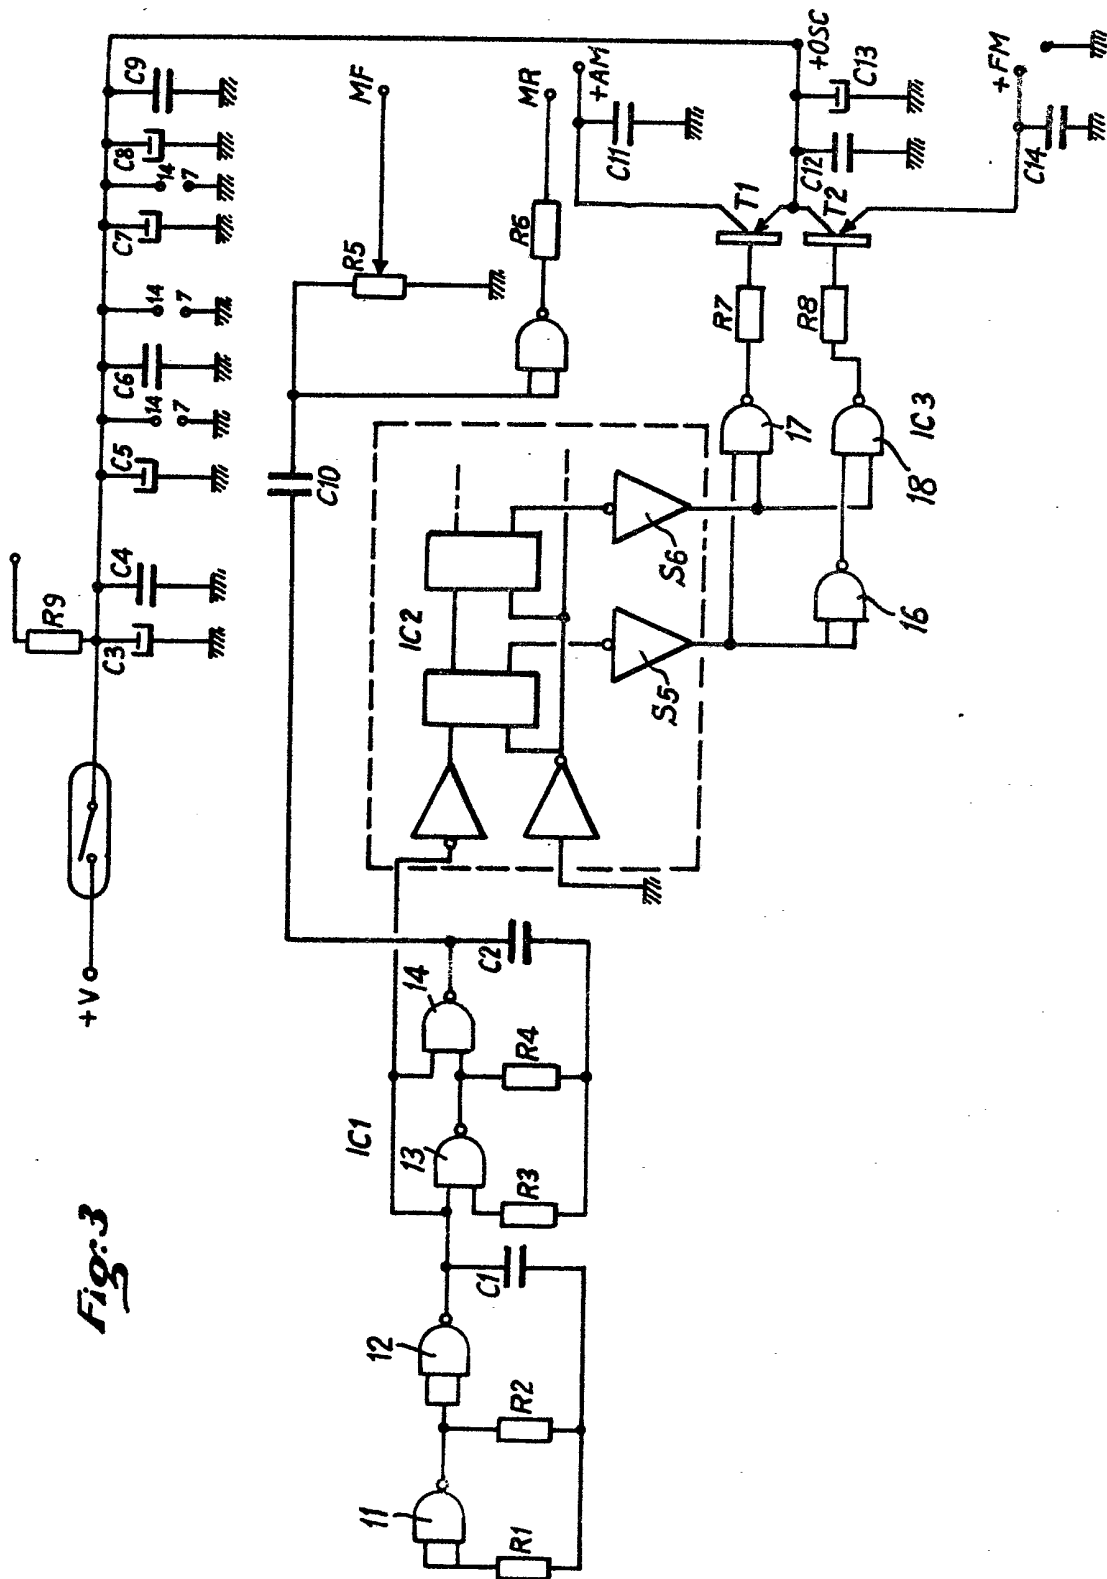 +V
R9
C3
C4
C5
14
7
C6
14
7
C7
14
7
C8
C9
MF
R5
C10
MR
R6
+AM
C11
+OSC
C13
C12
T1
T2
+FM
C14
R7
R8
IC2
S5
S6
17
18
IC3
16
IC1
14
C2
13
R4
R3
12
C1
R2
11
R1
Fig:3